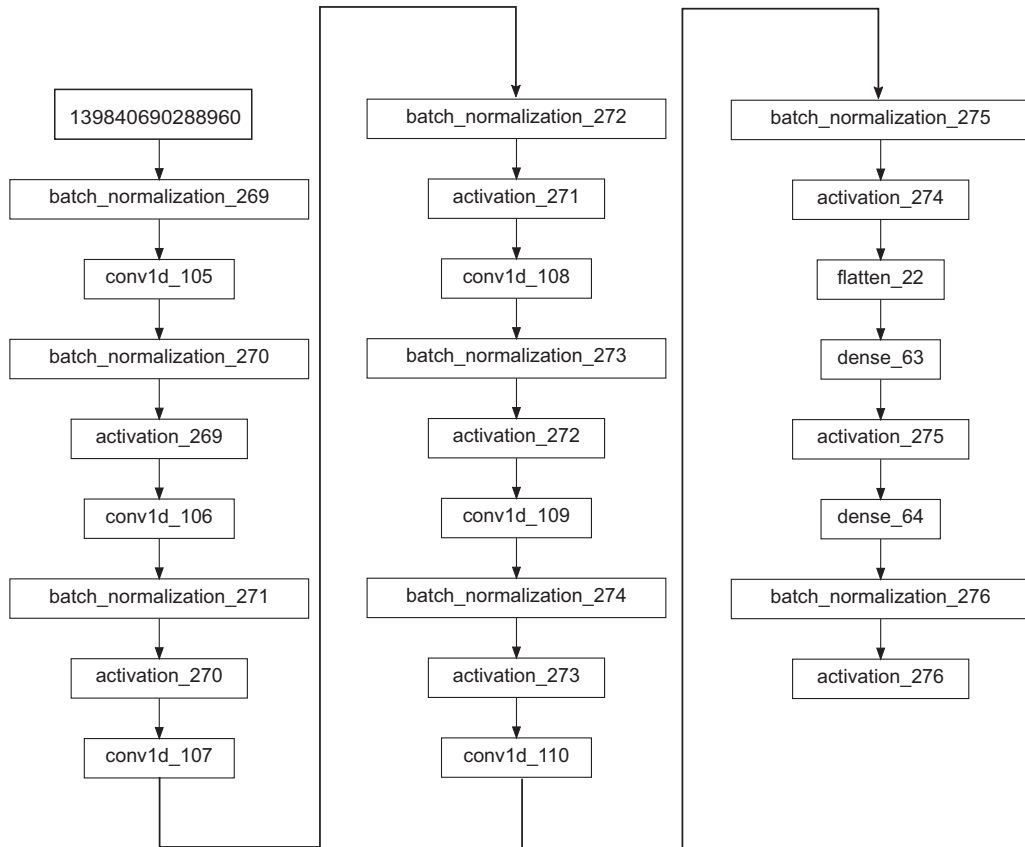 139840690288960
batch_normalization_269
conv1d_105
batch_normalization_270
activation_269
conv1d_106
batch_normalization_271
activation_270
conv1d_107
batch_normalization_272
activation_271
conv1d_108
batch_normalization_273
activation_272
conv1d_109
batch_normalization_274
activation_273
conv1d_110
batch_normalization_275
activation_274
flatten_22
dense_63
activation_275
dense_64
batch_normalization_276
activation_276